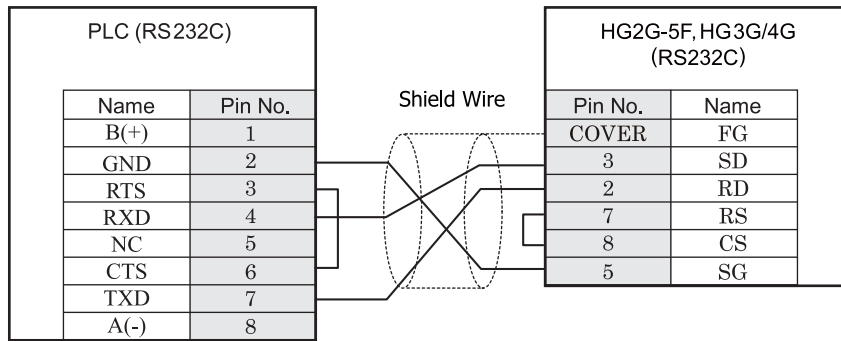 PLC (RS232C)
HG2G-5F, HG3G/4G
(RS232C)
Shield Wire
Name Pin No.
B(+) 1
GND 2
RTS 3
RXD 4
NC 5
CTS 6
TXD 7
A(-) 8
Pin No. Name
COVER FG
3 SD
2 RD
7 RS
8 CS
5 SG